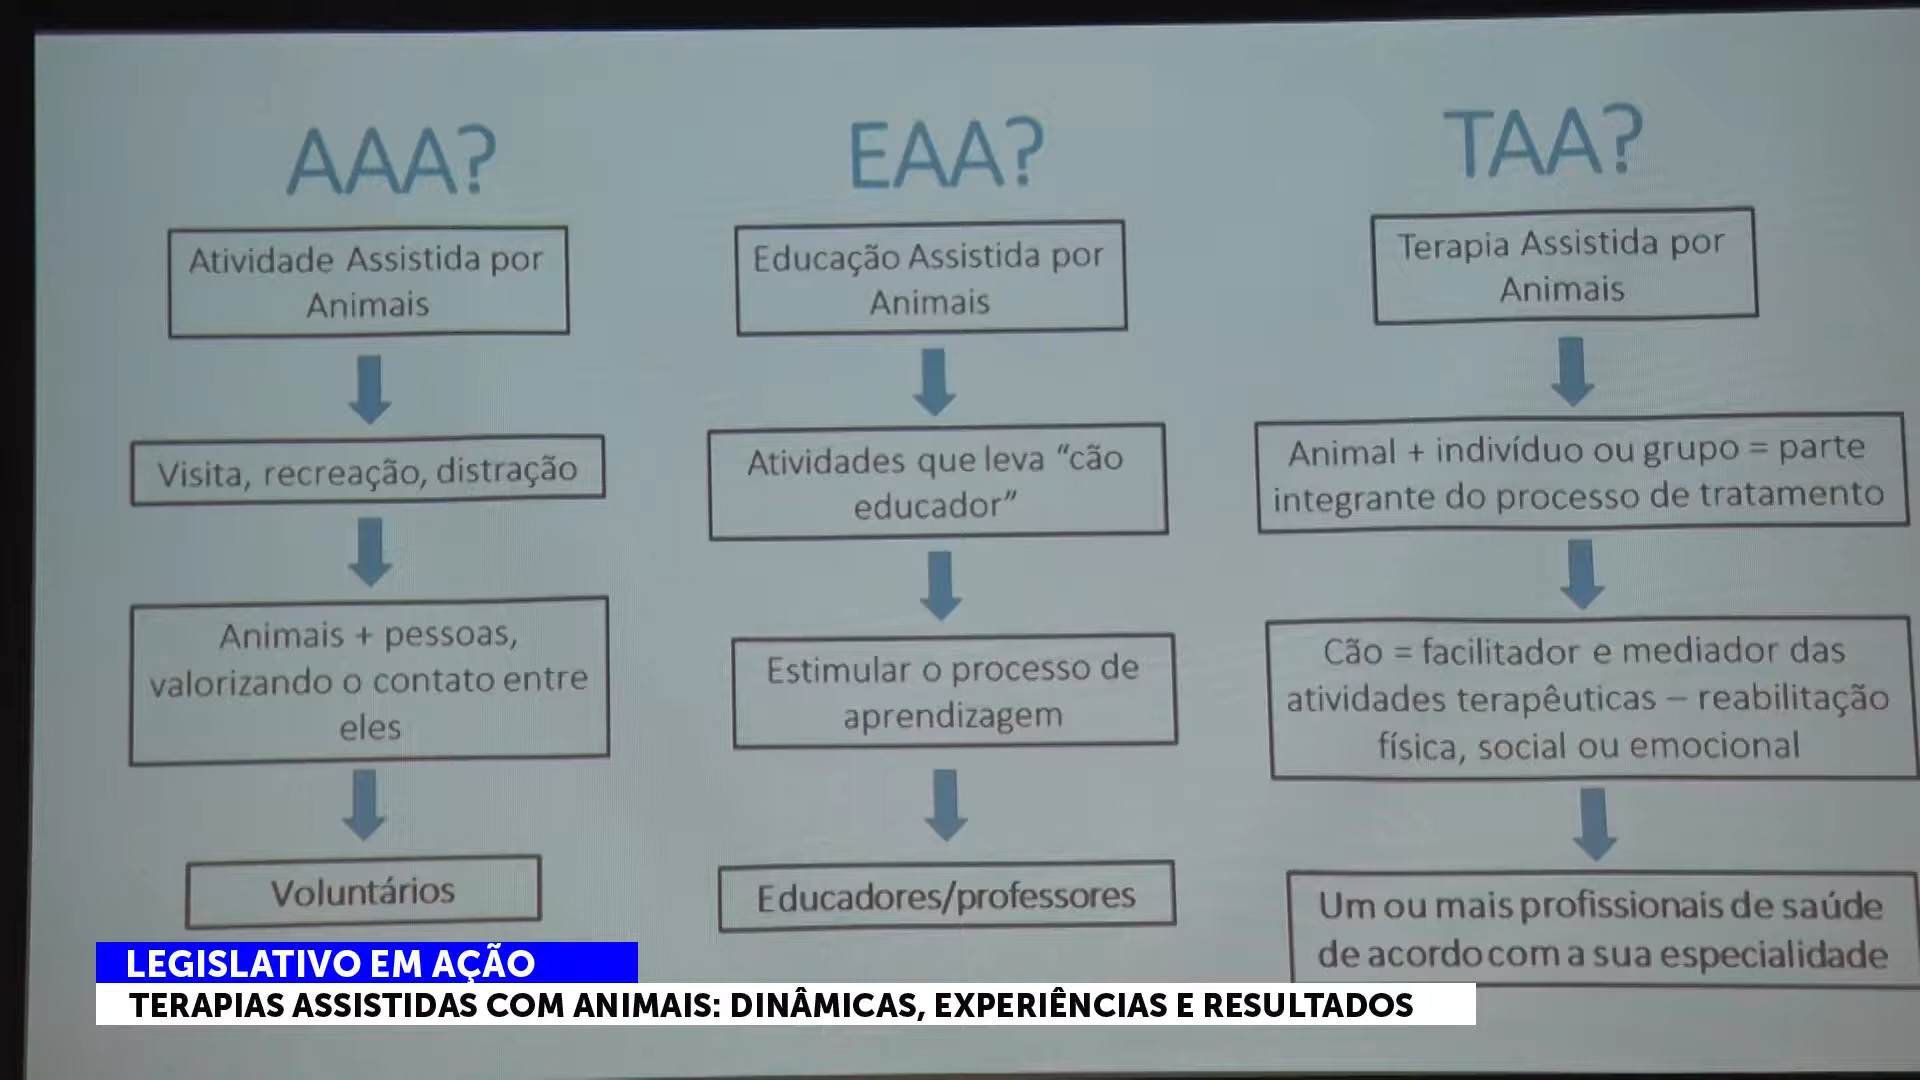 AAA?
Atividade Assistida por
Animais
Visita, recreação, distração
Animais + pessoas,
valorizando o contato entre
eles
Voluntários
EAA?
Educação Assistida por
Animais
Atividades que leva “cão
educador”
Estimular o processo de
aprendizagem
Educadores/professores
TAA?
Terapia Assistida por
Animais
Animal + indivíduo ou grupo = parte
integrante do processo de tratamento
Cão = facilitador e mediador das
atividades terapêuticas – reabilitação
física, social ou emocional
Um ou mais profissionais de saúde
de acordo com a sua especialidade
LEGISLATIVO EM AÇÃO
TERAPIAS ASSISTIDAS COM ANIMAIS: DINÂMICAS, EXPERIÊNCIAS E RESULTADOS